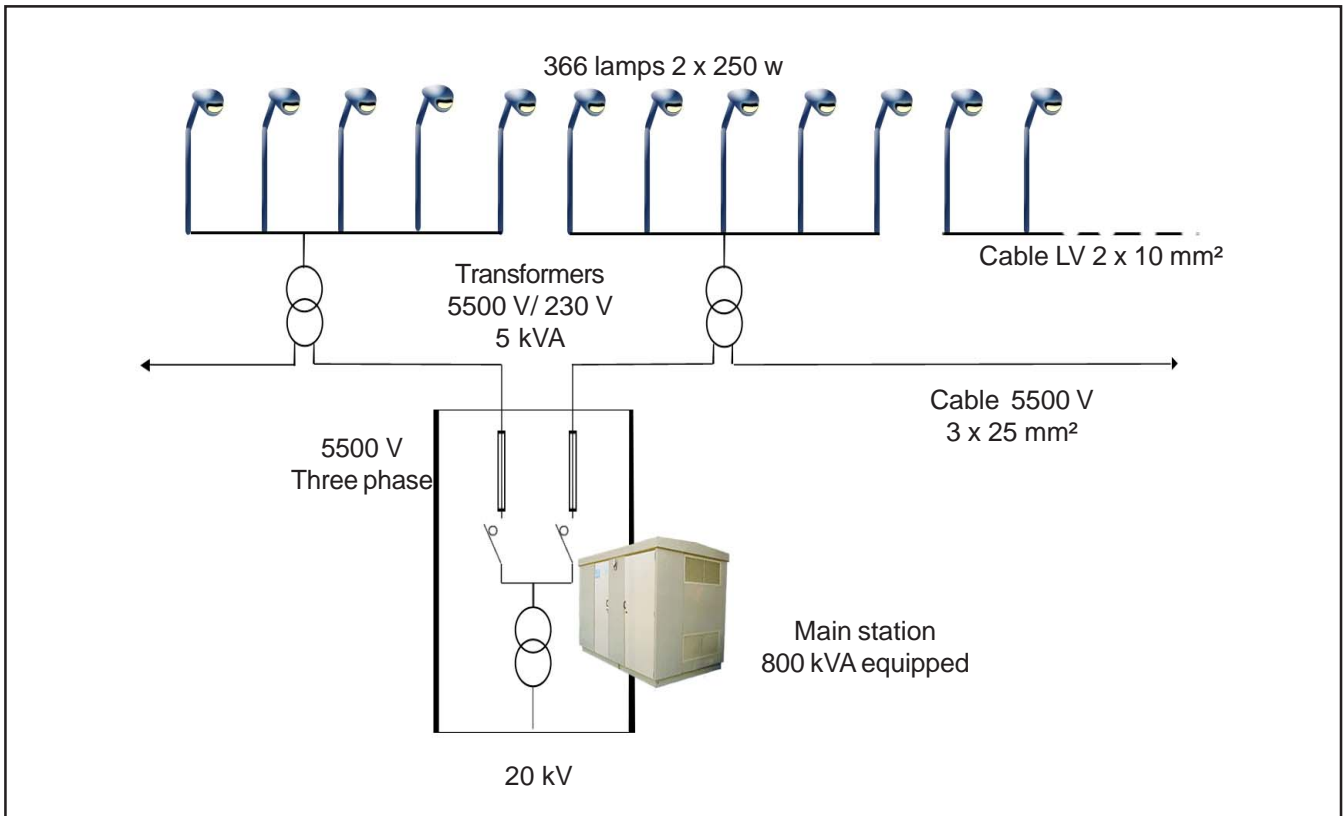 366 lamps 2 x 250 w
Cable LV 2 x 10 mm²
Transformers
5500 V/ 230 V
5 kVA
Cable 5500 V
3 x 25 mm²
5500 V
Three phase
Main station
800 kVA equipped
20 kV